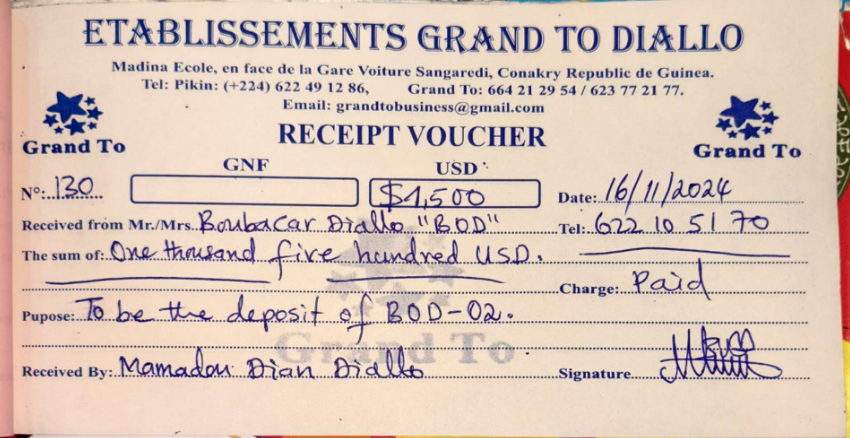 ETABLISSEMENTS GRAND TO DIALLO
Madina Ecole, en face de la Gare Voiture Sangaredi, Conakry Republic de Guinea.
Tel: Pikin: (+224) 622 49 12 86, Grand To: 664 21 29 54 / 623 77 21 77.
Email: grandtobusiness@gmail.com
Grand To
RECEIPT VOUCHER
Grand To
GNF USD
N°: 130 $1,500 Date: 16/11/2024
Received from Mr./Mrs. Boubacar Diallo "BOD" Tel: 622 10 51 70
The sum of: One thousand five hundred USD.
Charge: Paid
Pupose: To be the deposit of BOD-02.
Grand To
Received By: Mamadou Dian Diallo Signature